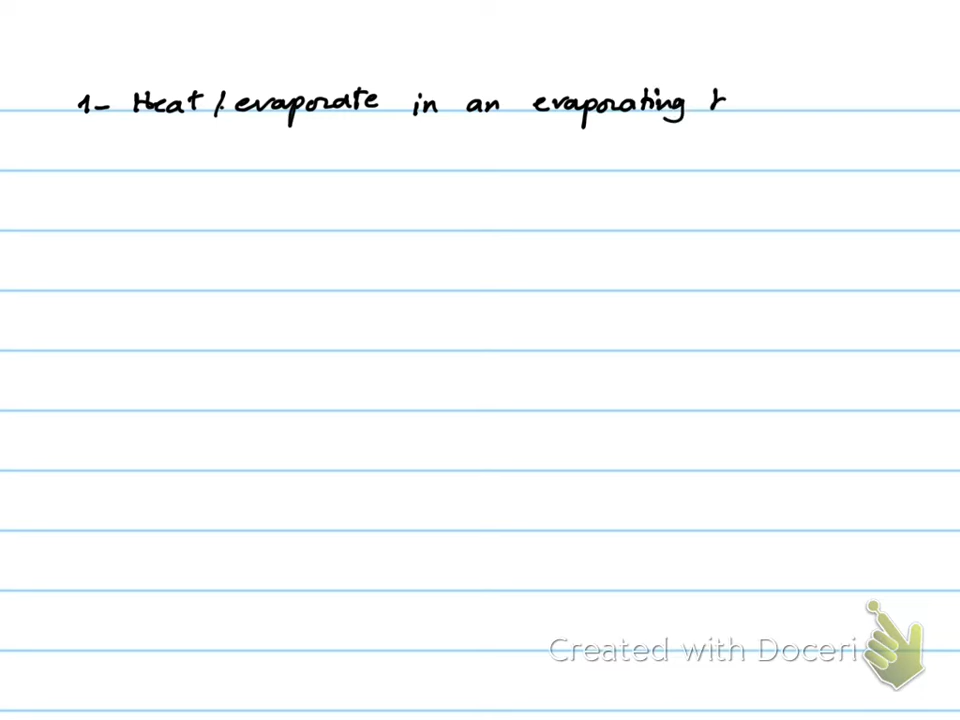 1- Heat / evaporate in an evaporating
Created with Doceri